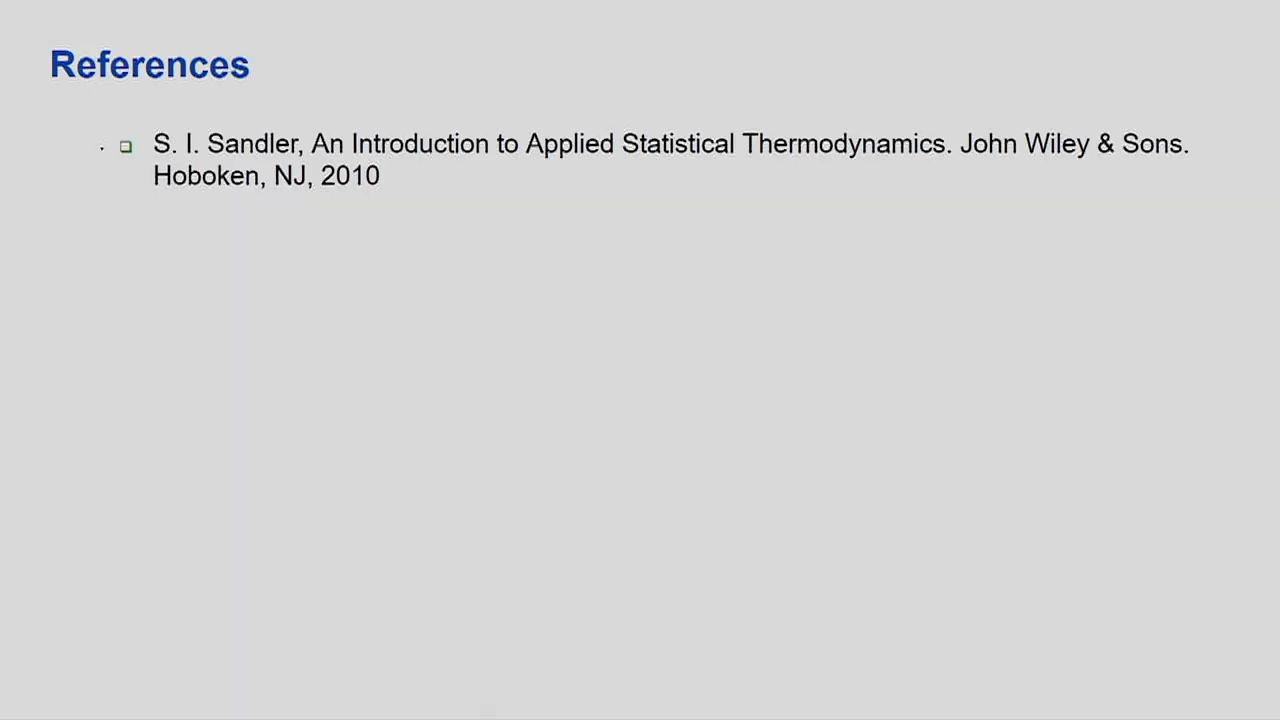 References
S. I. Sandler, An Introduction to Applied Statistical Thermodynamics. John Wiley & Sons.
Hoboken, NJ, 2010